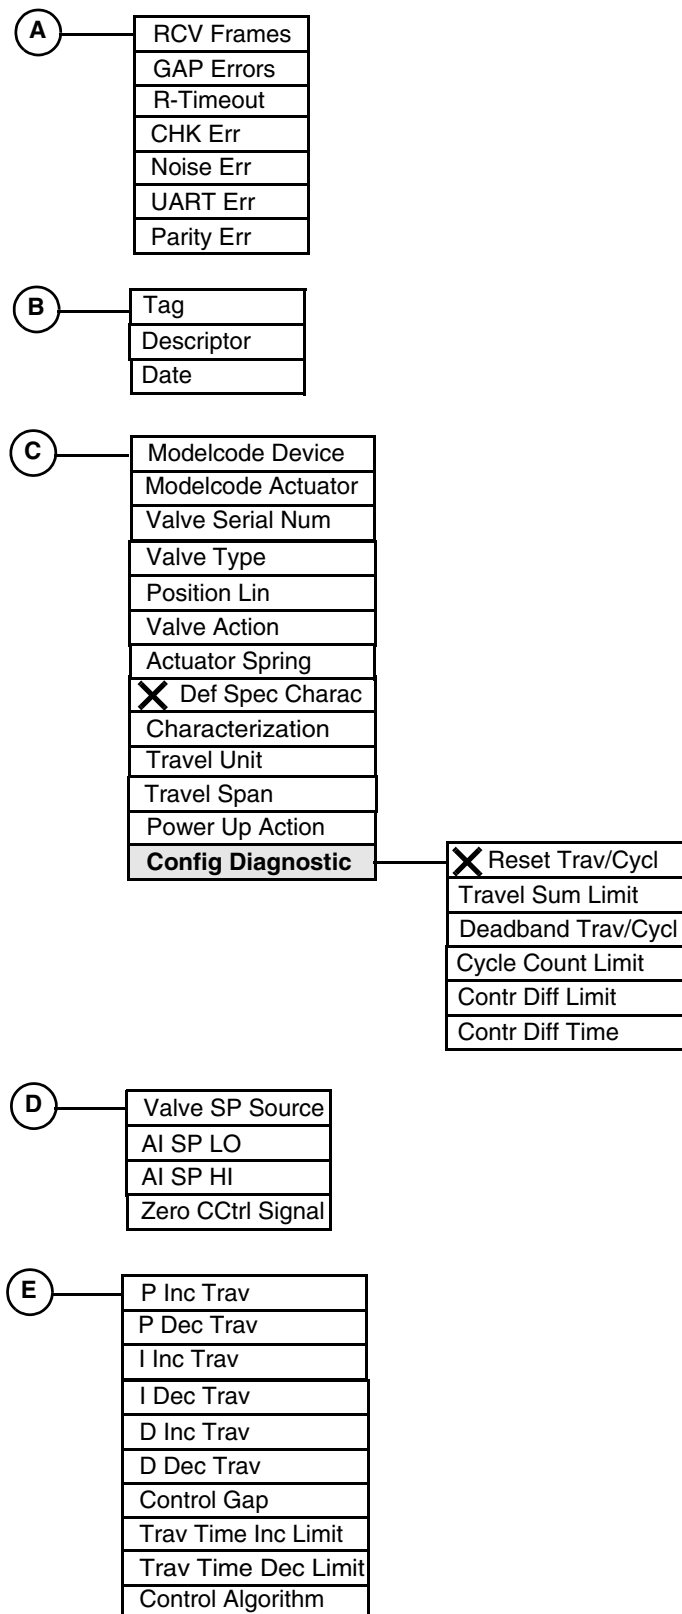 A
RCV Frames
GAP Errors
R-Timeout
CHK Err
Noise Err
UART Err
Parity Err
B
Tag
Descriptor
Date
C
Modelcode Device
Modelcode Actuator
Valve Serial Num
Valve Type
Position Lin
Valve Action
Actuator Spring
Def Spec Charac
Characterization
Travel Unit
Travel Span
Power Up Action
Config Diagnostic
Reset Trav/Cycl
Travel Sum Limit
Deadband Trav/Cycl
Cycle Count Limit
Contr Diff Limit
Contr Diff Time
D
Valve SP Source
AI SP LO
AI SP HI
Zero CCtrl Signal
E
P Inc Trav
P Dec Trav
I Inc Trav
I Dec Trav
D Inc Trav
D Dec Trav
Control Gap
Trav Time Inc Limit
Trav Time Dec Limit
Control Algorithm